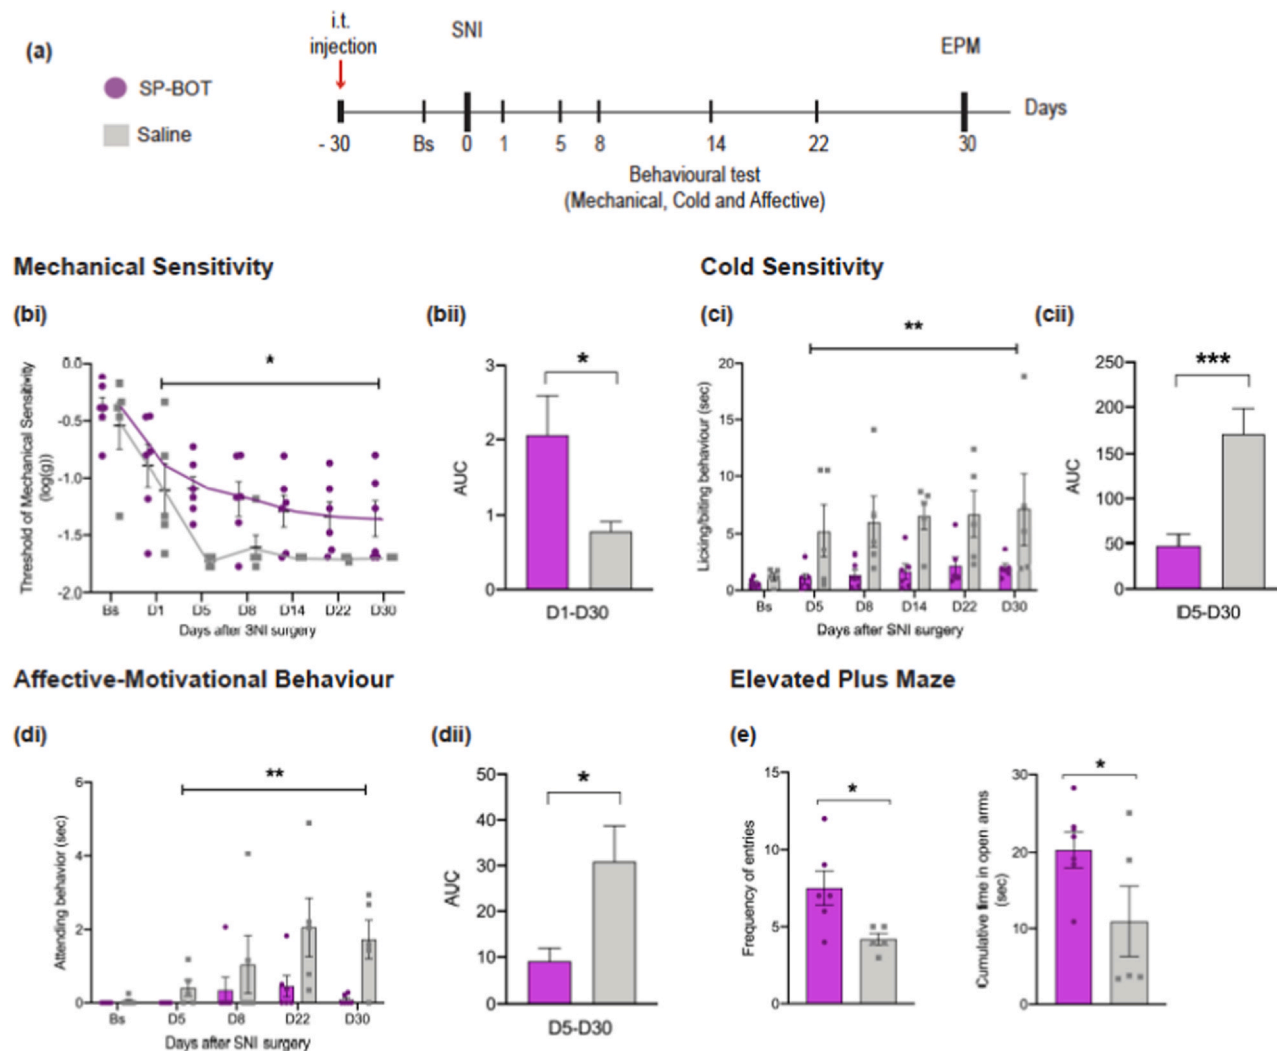 (a)
SP-BOT
Saline
i.t.
injection
SNI
EPM
Days
- 30
Bs
0
1
5
8
14
22
30
Behavioural test
(Mechanical, Cold and Affective)
Mechanical Sensitivity
Cold Sensitivity
(bi)
Threshold of Mechanical Sensitivity
(log(g))
0.0
-0.5
-1.0
-1.5
-2.0
*
Bs D1 D5 D8 D14 D22 D30
Days after SNI surgery
(bii)
AUC
3
2
1
0
*
D1-D30
(ci)
Licking/biting behaviour (sec)
20
15
10
5
0
**
Bs D5 D8 D14 D22 D30
Days after SNI surgery
(cii)
AUC
250
200
150
100
50
0
***
D5-D30
Affective-Motivational Behaviour
Elevated Plus Maze
(di)
Attending behavior (sec)
6
4
2
0
**
Bs D5 D8 D22 D30
Days after SNI surgery
(dii)
AUC
50
40
30
20
10
0
*
D5-D30
(e)
Frequency of entries
15
10
5
0
*
Cumulative time in open arms
(sec)
30
20
10
0
*